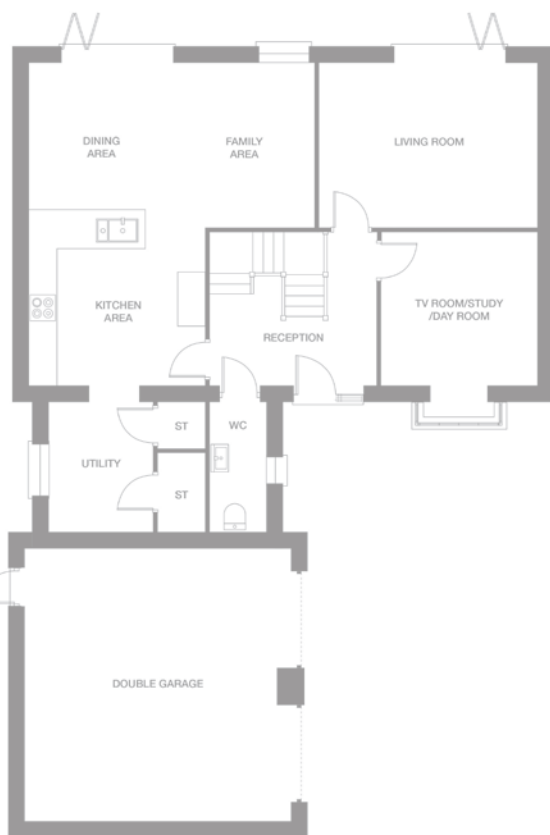 DINING
AREA
FAMILY
AREA
LIVING ROOM
KITCHEN
AREA
TV ROOM/STUDY
/DAY ROOM
RECEPTION
ST
WC
UTILITY
ST
DOUBLE GARAGE